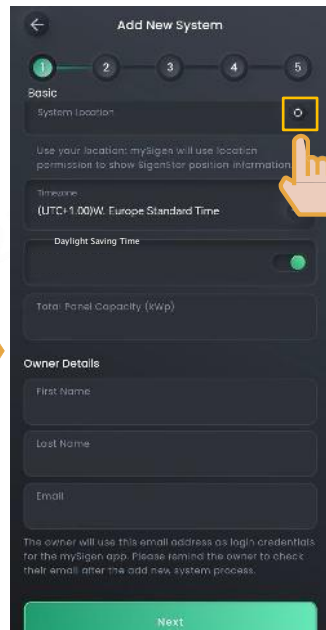 Add New System
1 2 3 4 5
Basic
System Location
Use your location: mySigen will use location
permission to show SigenStor position information.
Timezone
(UTC+1.00)W. Europe Standard Time
Daylight Saving Time
Total Panel Capacity (kWp)
Owner Details
First Name
Last Name
Email
The owner will use this email address as login credentials
for the mySigen app. Please remind the owner to check
their email after the add new system process.
Next